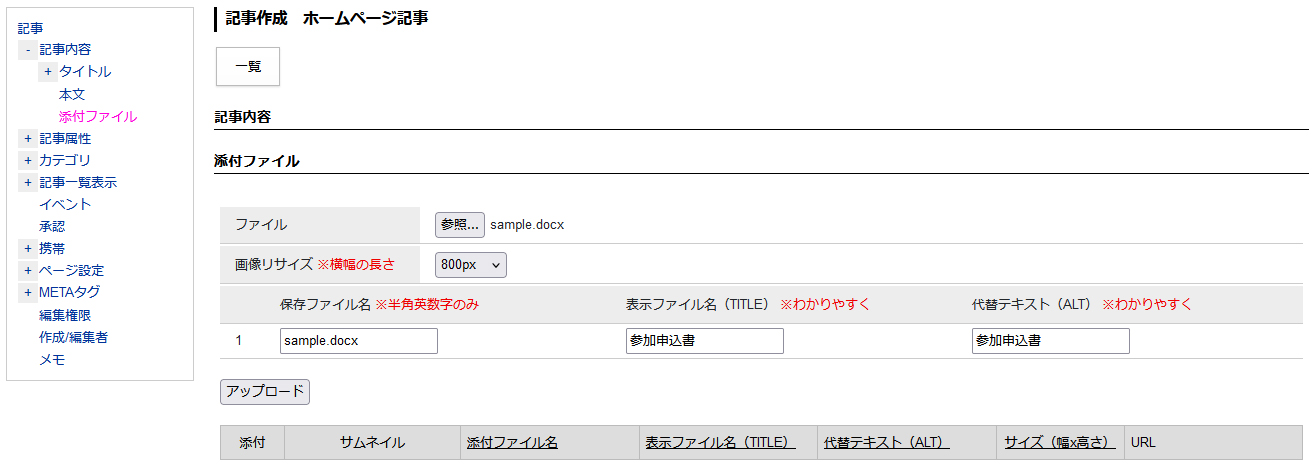 記事
- 記事内容
+ タイトル
本文
添付ファイル
+ 記事属性
+ カテゴリ
+ 記事一覧表示
イベント
承認
+ 携帯
+ ページ設定
+ METAタグ
編集権限
作成/編集者
メモ
記事作成　ホームページ記事
一覧
記事内容
添付ファイル
ファイル 参照... sample.docx
画像リサイズ ※横幅の長さ 800px
保存ファイル名 ※半角英数字のみ 表示ファイル名（TITLE） ※わかりやすく 代替テキスト（ALT） ※わかりやすく
1 sample.docx 参加申込書 参加申込書
アップロード
添付 サムネイル 添付ファイル名 表示ファイル名（TITLE） 代替テキスト（ALT） サイズ（幅x高さ） URL